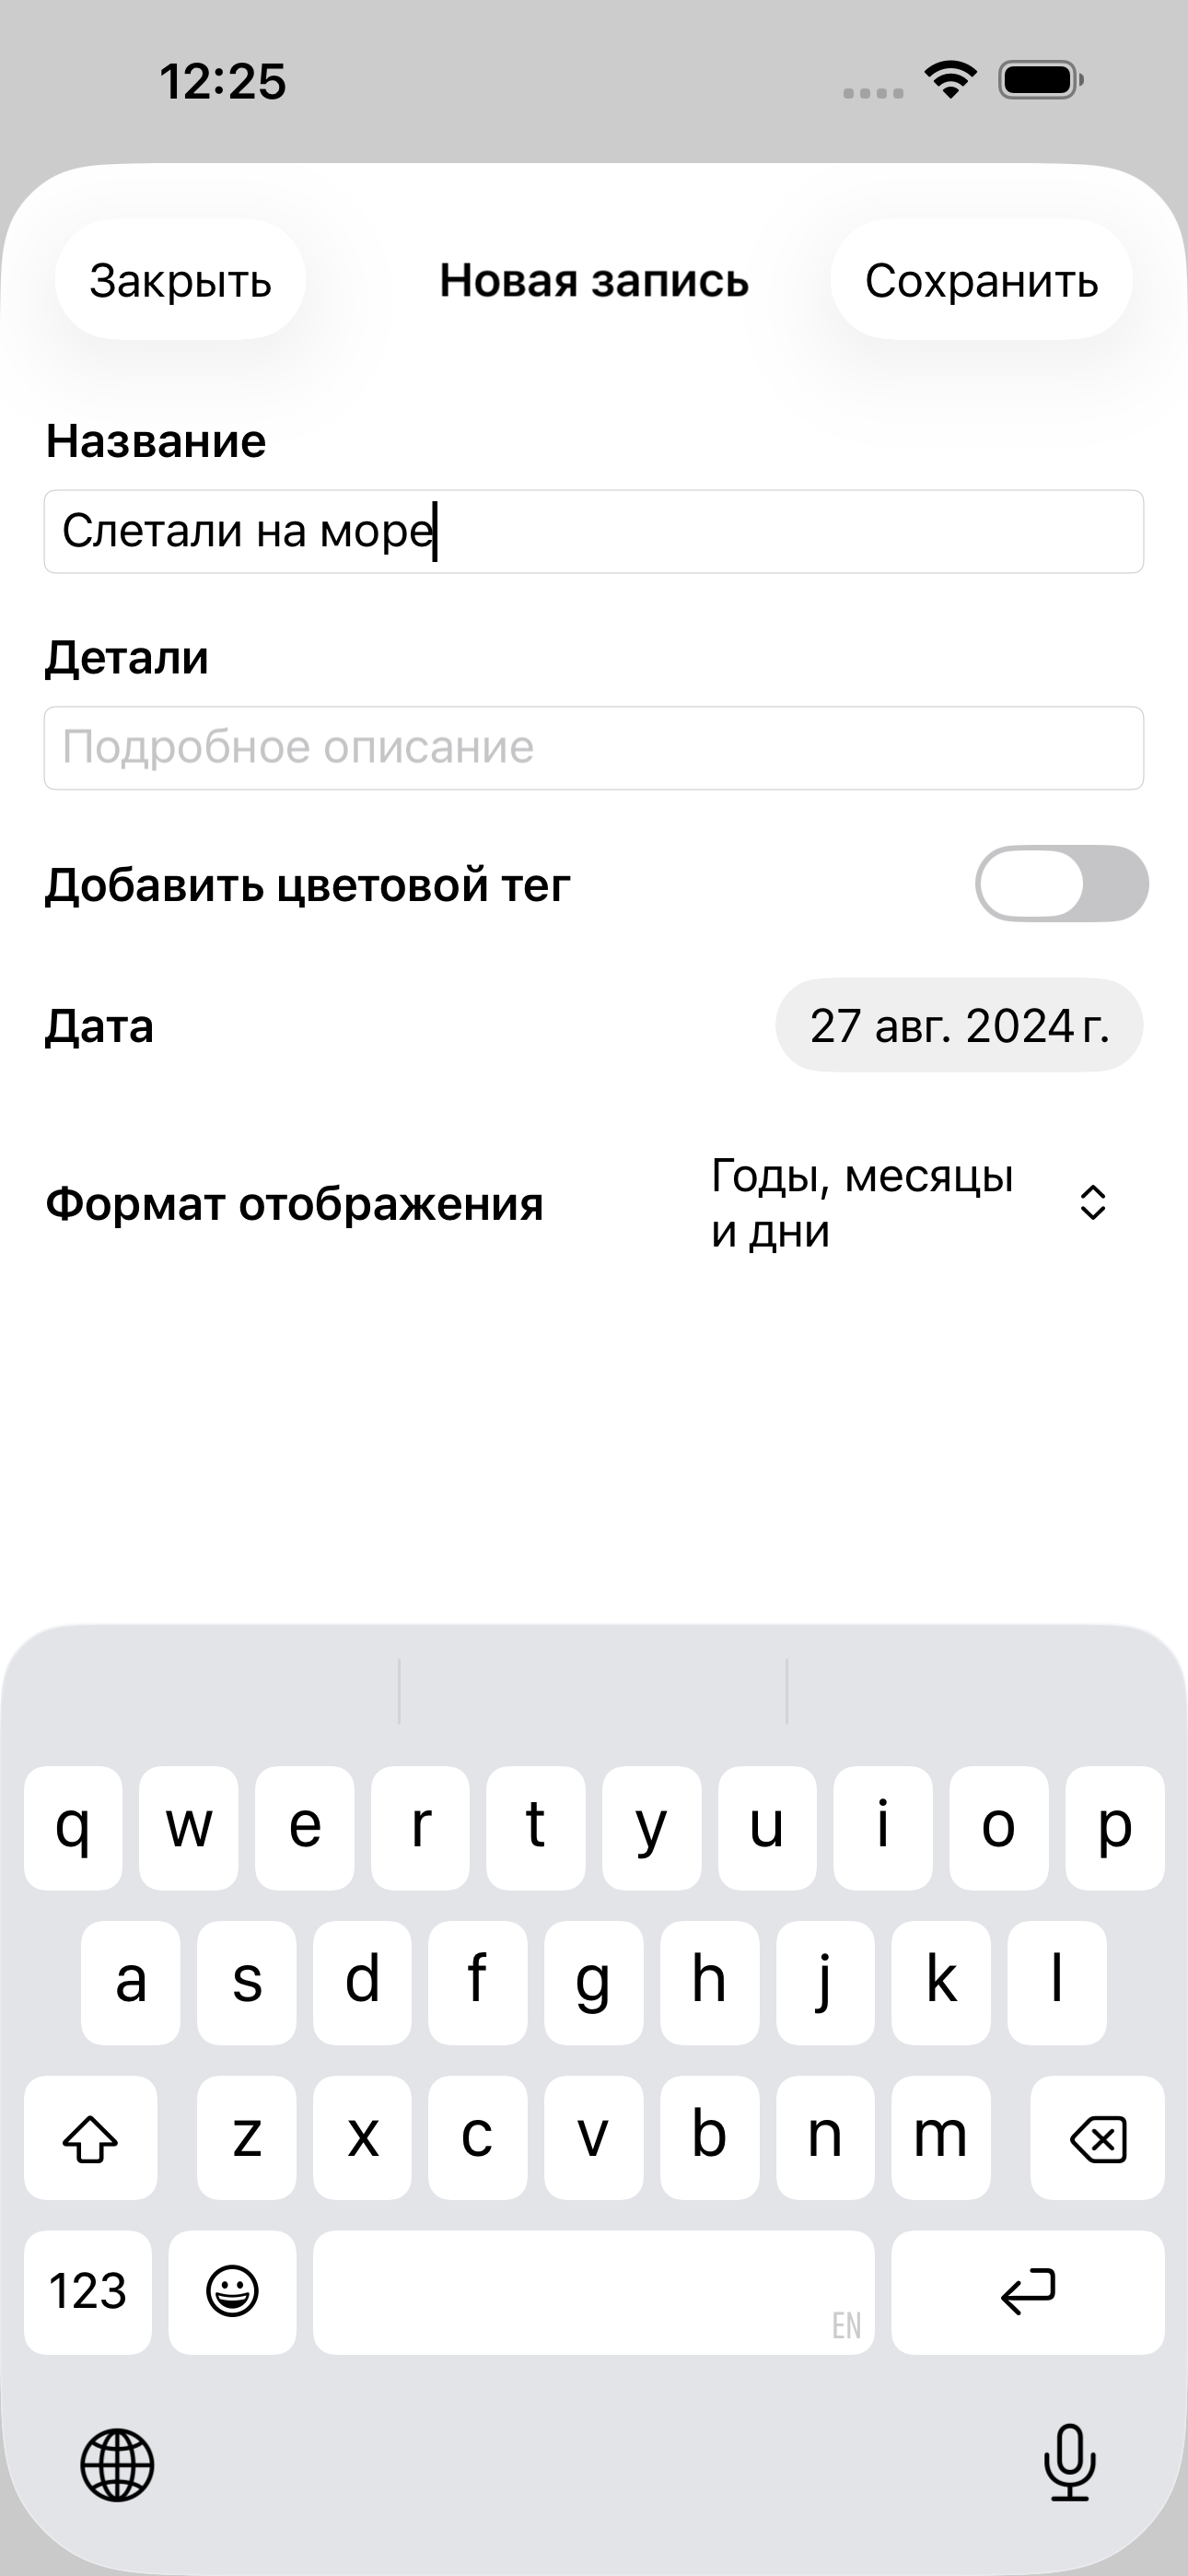 12:25
Закрыть
Новая запись
Сохранить
Название
Слетали на море
Детали
Подробное описание
Добавить цветовой тег
Дата
27 авг. 2024 г.
Формат отображения
Годы, месяцы
и дни
q w e r t y u i o p
a s d f g h j k l
z x c v b n m
123
EN